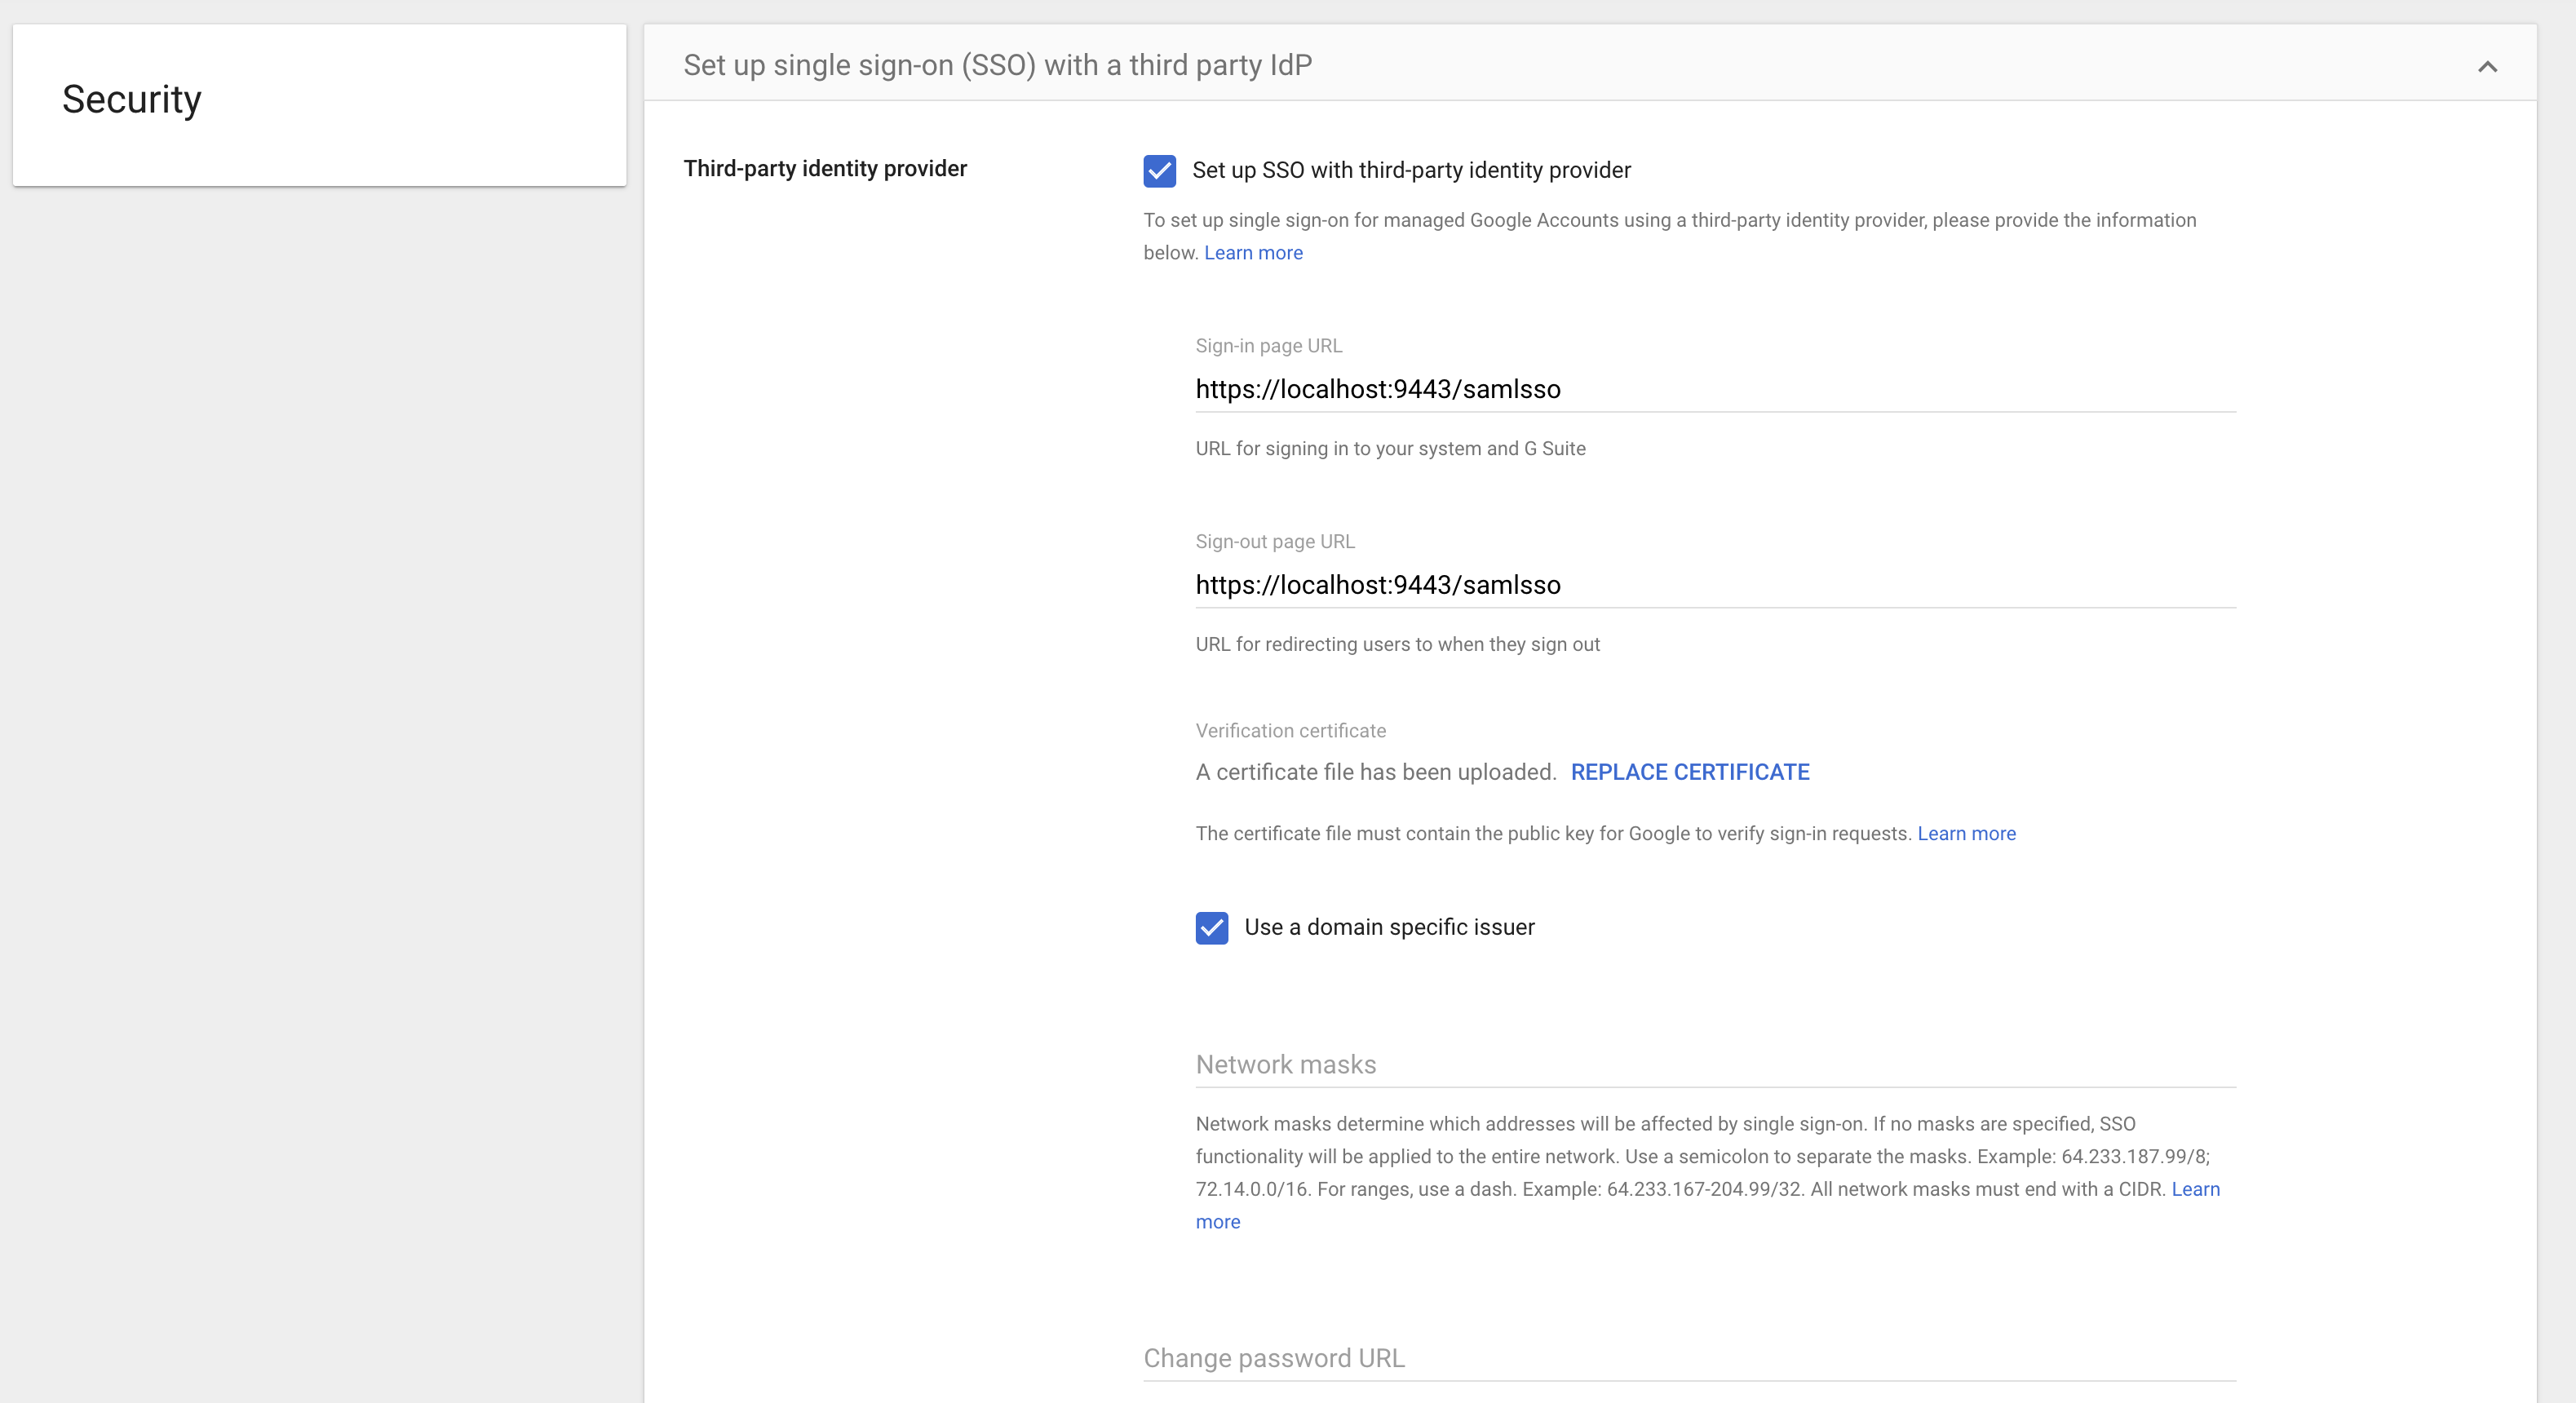 Security
Set up single sign-on (SSO) with a third party IdP
Third-party identity provider
Set up SSO with third-party identity provider
To set up single sign-on for managed Google Accounts using a third-party identity provider, please provide the information
below. Learn more
Sign-in page URL
https://localhost:9443/samlsso
URL for signing in to your system and G Suite
Sign-out page URL
https://localhost:9443/samlsso
URL for redirecting users to when they sign out
Verification certificate
A certificate file has been uploaded. REPLACE CERTIFICATE
The certificate file must contain the public key for Google to verify sign-in requests. Learn more
Use a domain specific issuer
Network masks
Network masks determine which addresses will be affected by single sign-on. If no masks are specified, SSO
functionality will be applied to the entire network. Use a semicolon to separate the masks. Example: 64.233.187.99/8;
72.14.0.0/16. For ranges, use a dash. Example: 64.233.167-204.99/32. All network masks must end with a CIDR. Learn
more
Change password URL